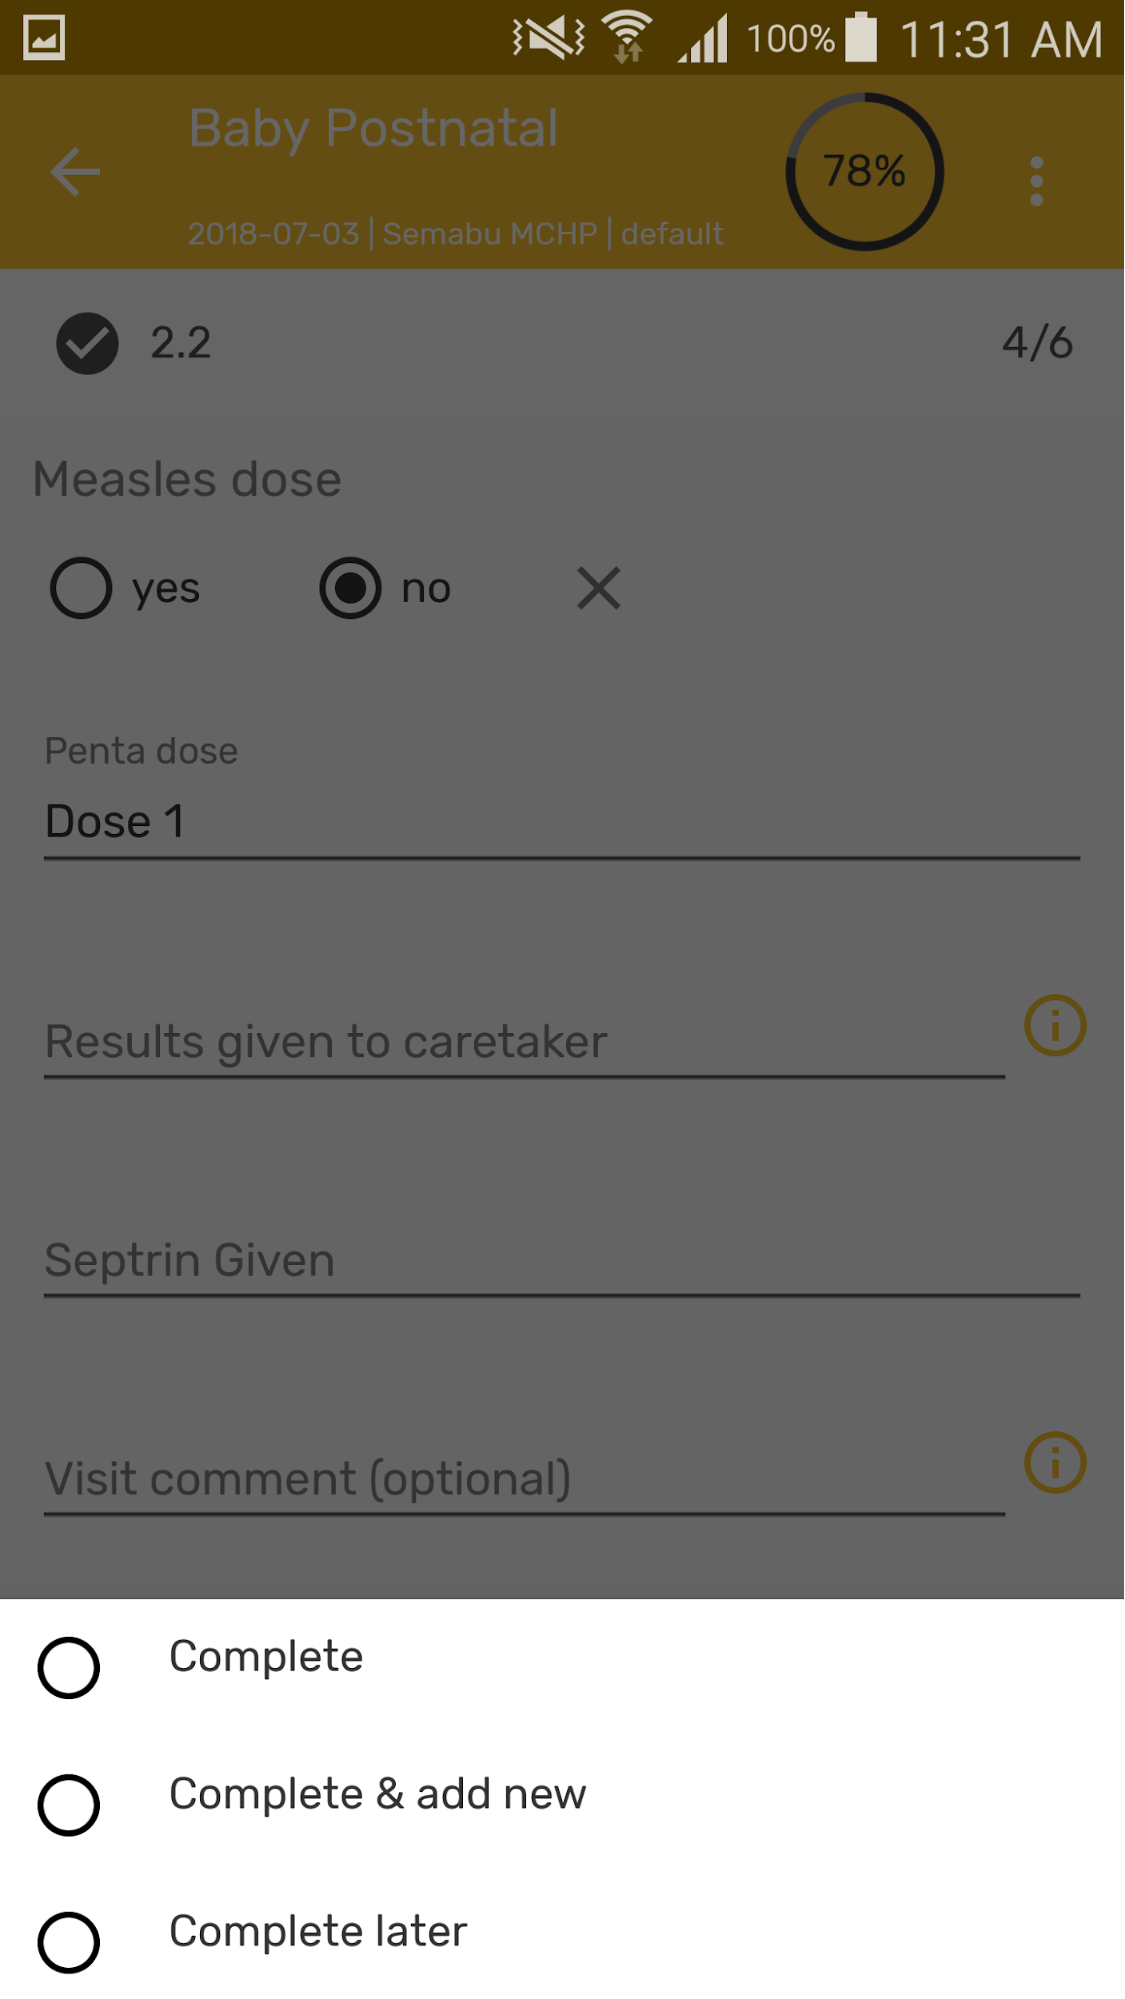 100% 11:31 AM
Baby Postnatal
78%
2018-07-03 | Semabu MCHP | default
2.2 4/6
Measles dose
yes no
Penta dose
Dose 1
Results given to caretaker
Septrin Given
Visit comment (optional)
Complete
Complete & add new
Complete later